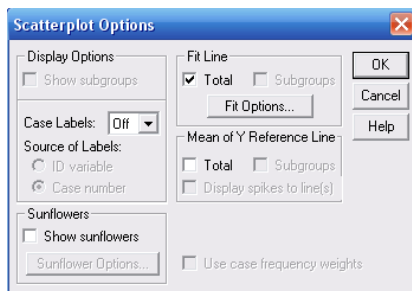 Scatterplot Options
Display Options
Show subgroups
Case Labels: Off
Source of Labels:
ID variable
Case number
Sunflowers
Show sunflowers
Sunflower Options...
Fit Line
Total Subgroups
Fit Options...
Mean of Y Reference Line
Total Subgroups
Display spikes to line(s)
Use case frequency weights
OK
Cancel
Help